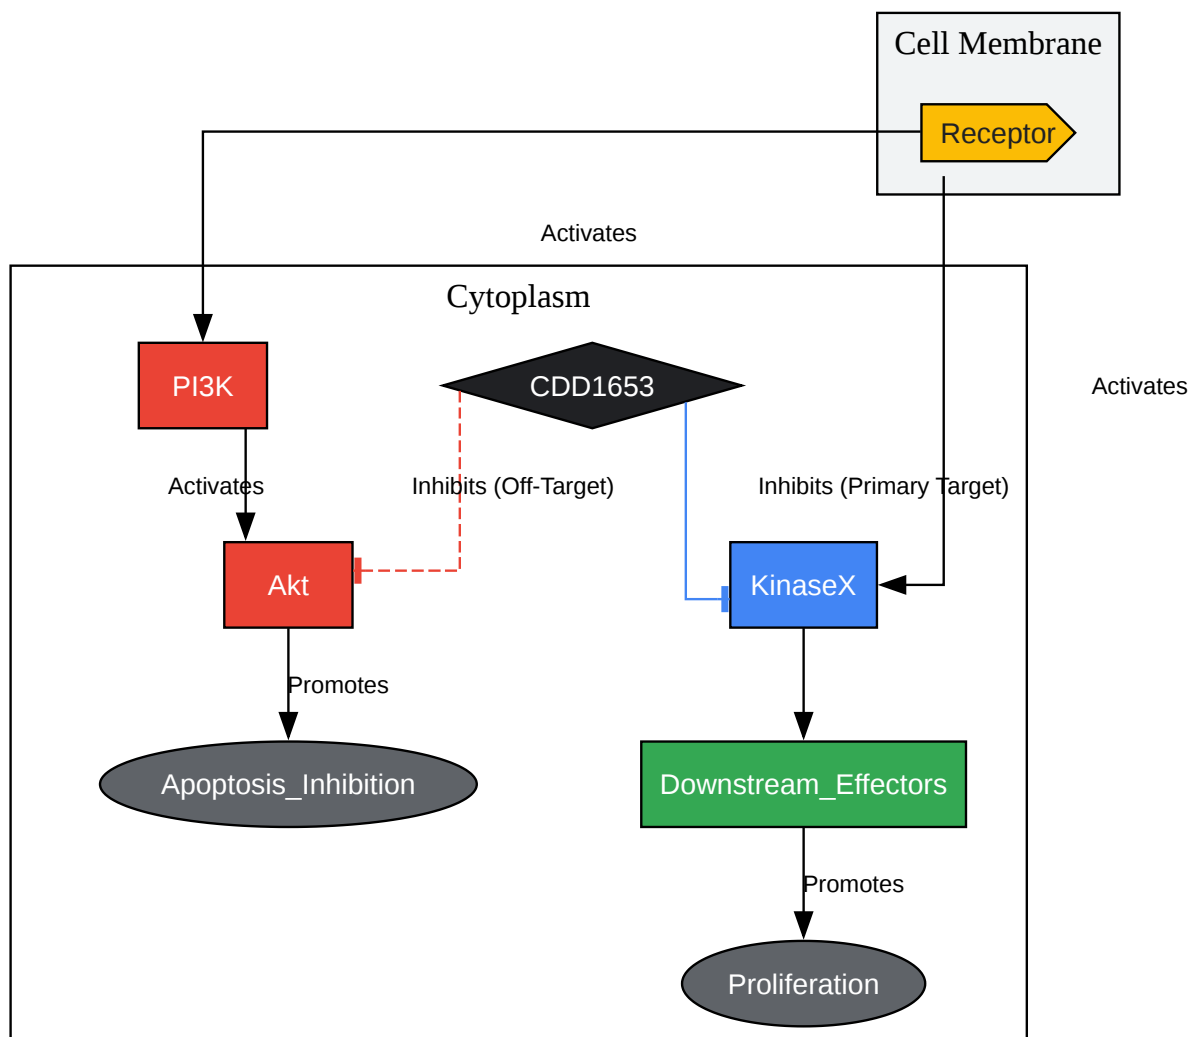 Cell Membrane
Receptor
Activates
Cytoplasm
PI3K
CDD1653
Activates
Activates
Inhibits (Off-Target)
Inhibits (Primary Target)
Akt
KinaseX
Promotes
Apoptosis_Inhibition
Downstream_Effectors
Promotes
Proliferation